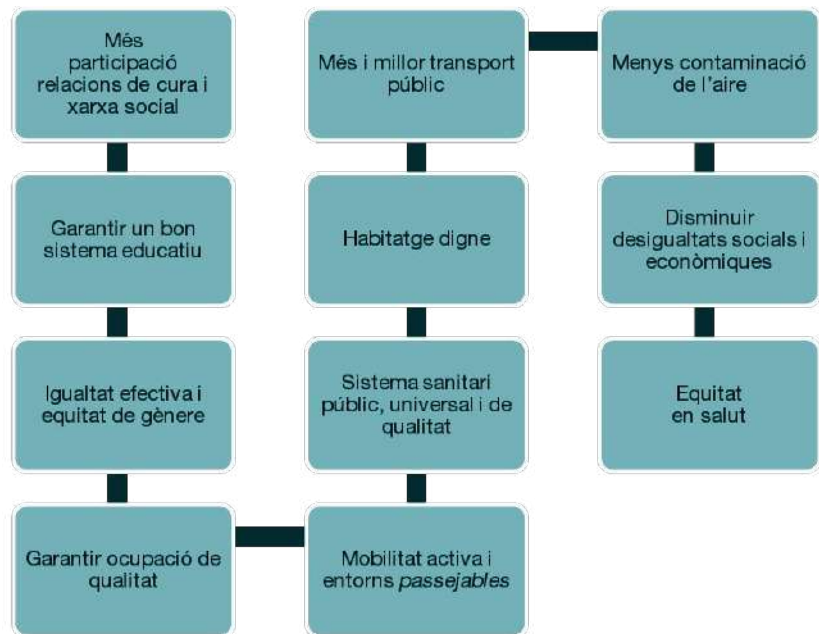 Més
participació
relacions de cura i
xarxa social
Garantir un bon
sistema educatiu
Igualtat efectiva i
equitat de gènere
Garantir ocupació de
qualitat
Mobilitat activa i
entorns passejables
Sistema sanitari
públic, universal i de
qualitat
Habitatge digne
Més i millor transport
públic
Menys contaminació
de l'aire
Disminuir
desigualtats socials i
econòmiques
Equitat
en salut